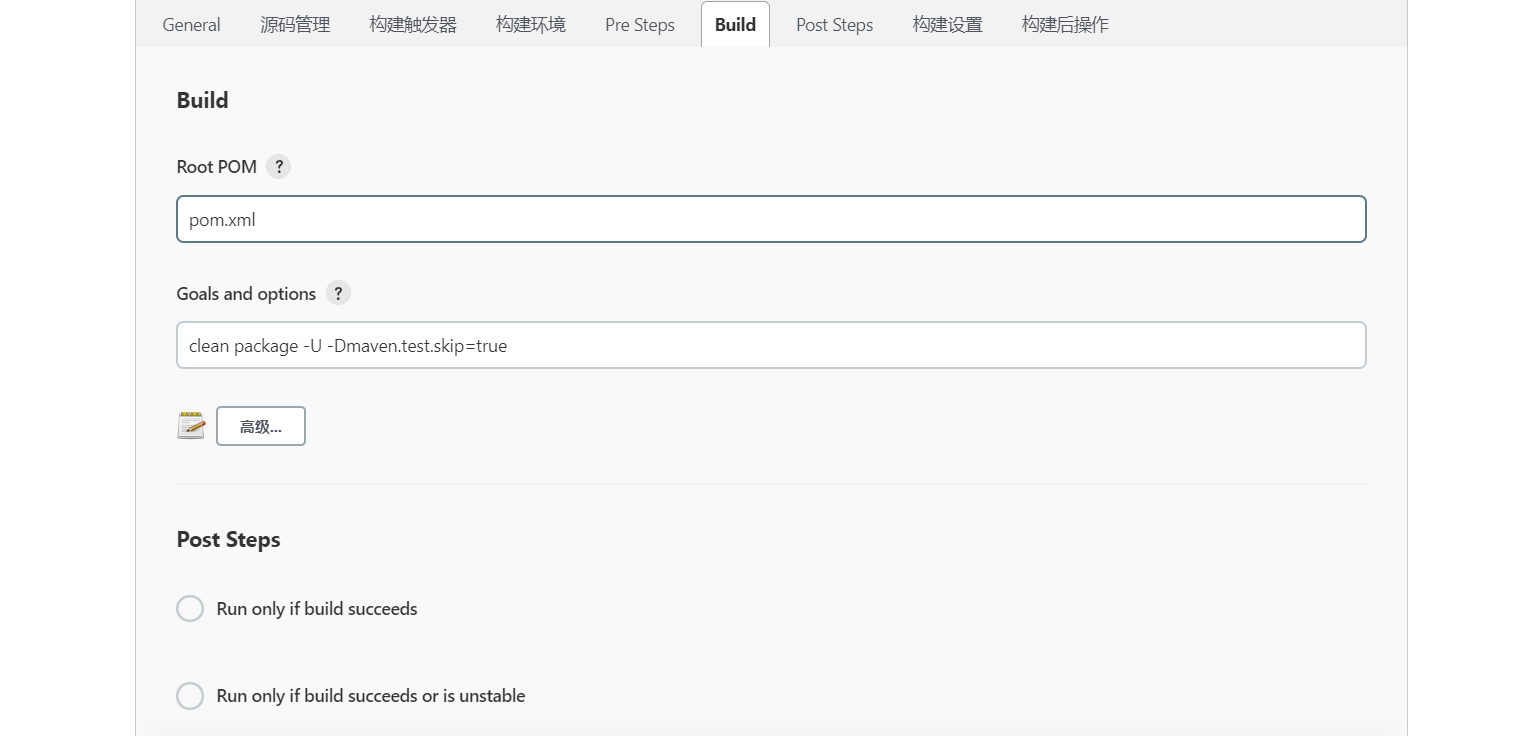 General 源码管理 构建触发器 构建环境 Pre Steps Build Post Steps 构建设置 构建后操作
Build
Root POM ?
pom.xml
Goals and options ?
clean package -U -Dmaven.test.skip=true
高级...
Post Steps
Run only if build succeeds
Run only if build succeeds or is unstable